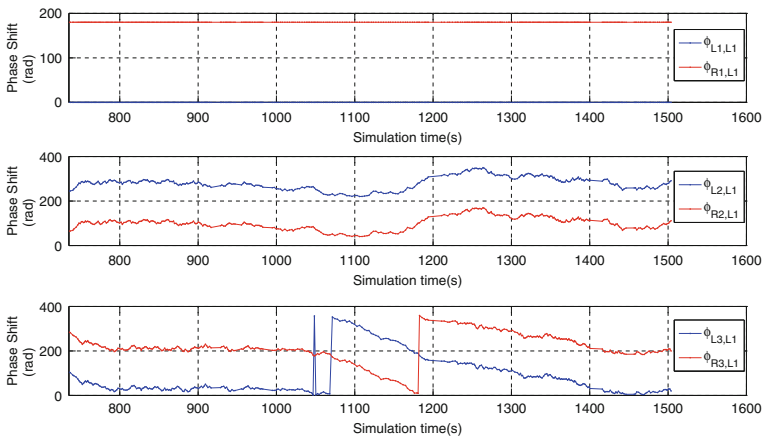 200
100
0
Phase Shift
(rad)
ϕL1,L1
ϕR1,L1
800 900 1000 1100 1200 1300 1400 1500 1600
Simulation time(s)
400
200
0
Phase Shift
(rad)
ϕL2,L1
ϕR2,L1
800 900 1000 1100 1200 1300 1400 1500 1600
Simulation time(s)
400
200
0
Phase Shift
(rad)
ϕL3,L1
ϕR3,L1
800 900 1000 1100 1200 1300 1400 1500 1600
Simulation time(s)